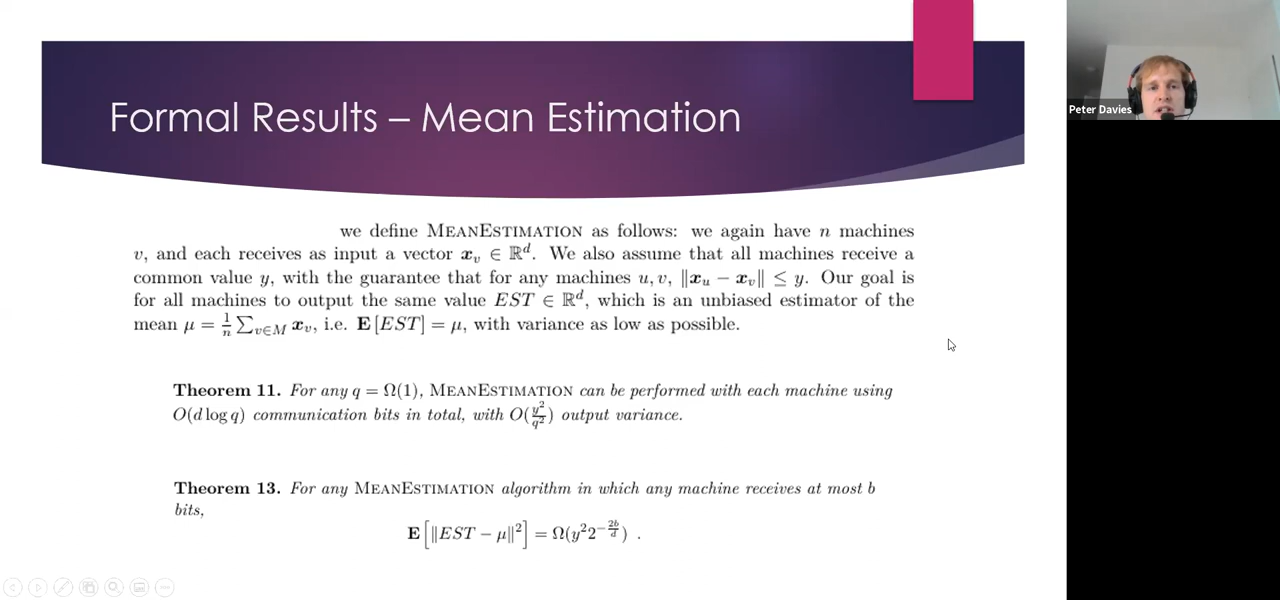 Formal Results – Mean Estimation
Peter Davies
we define MEANESTIMATION as follows: we again have n machines
v, and each receives as input a vector x_v ∈ ℝ^d. We also assume that all machines receive a
common value y, with the guarantee that for any machines u, v, ‖x_u − x_v‖ ≤ y. Our goal is
for all machines to output the same value EST ∈ ℝ^d, which is an unbiased estimator of the
mean μ = 1/n ∑_{v∈M} x_v, i.e. E[EST] = μ, with variance as low as possible.
Theorem 11. For any q = Ω(1), MEANESTIMATION can be performed with each machine using
O(d log q) communication bits in total, with O(y²/q²) output variance.
Theorem 13. For any MEANESTIMATION algorithm in which any machine receives at most b
bits,
E[‖EST − μ‖²] = Ω(y²2^{−2b/d}) .